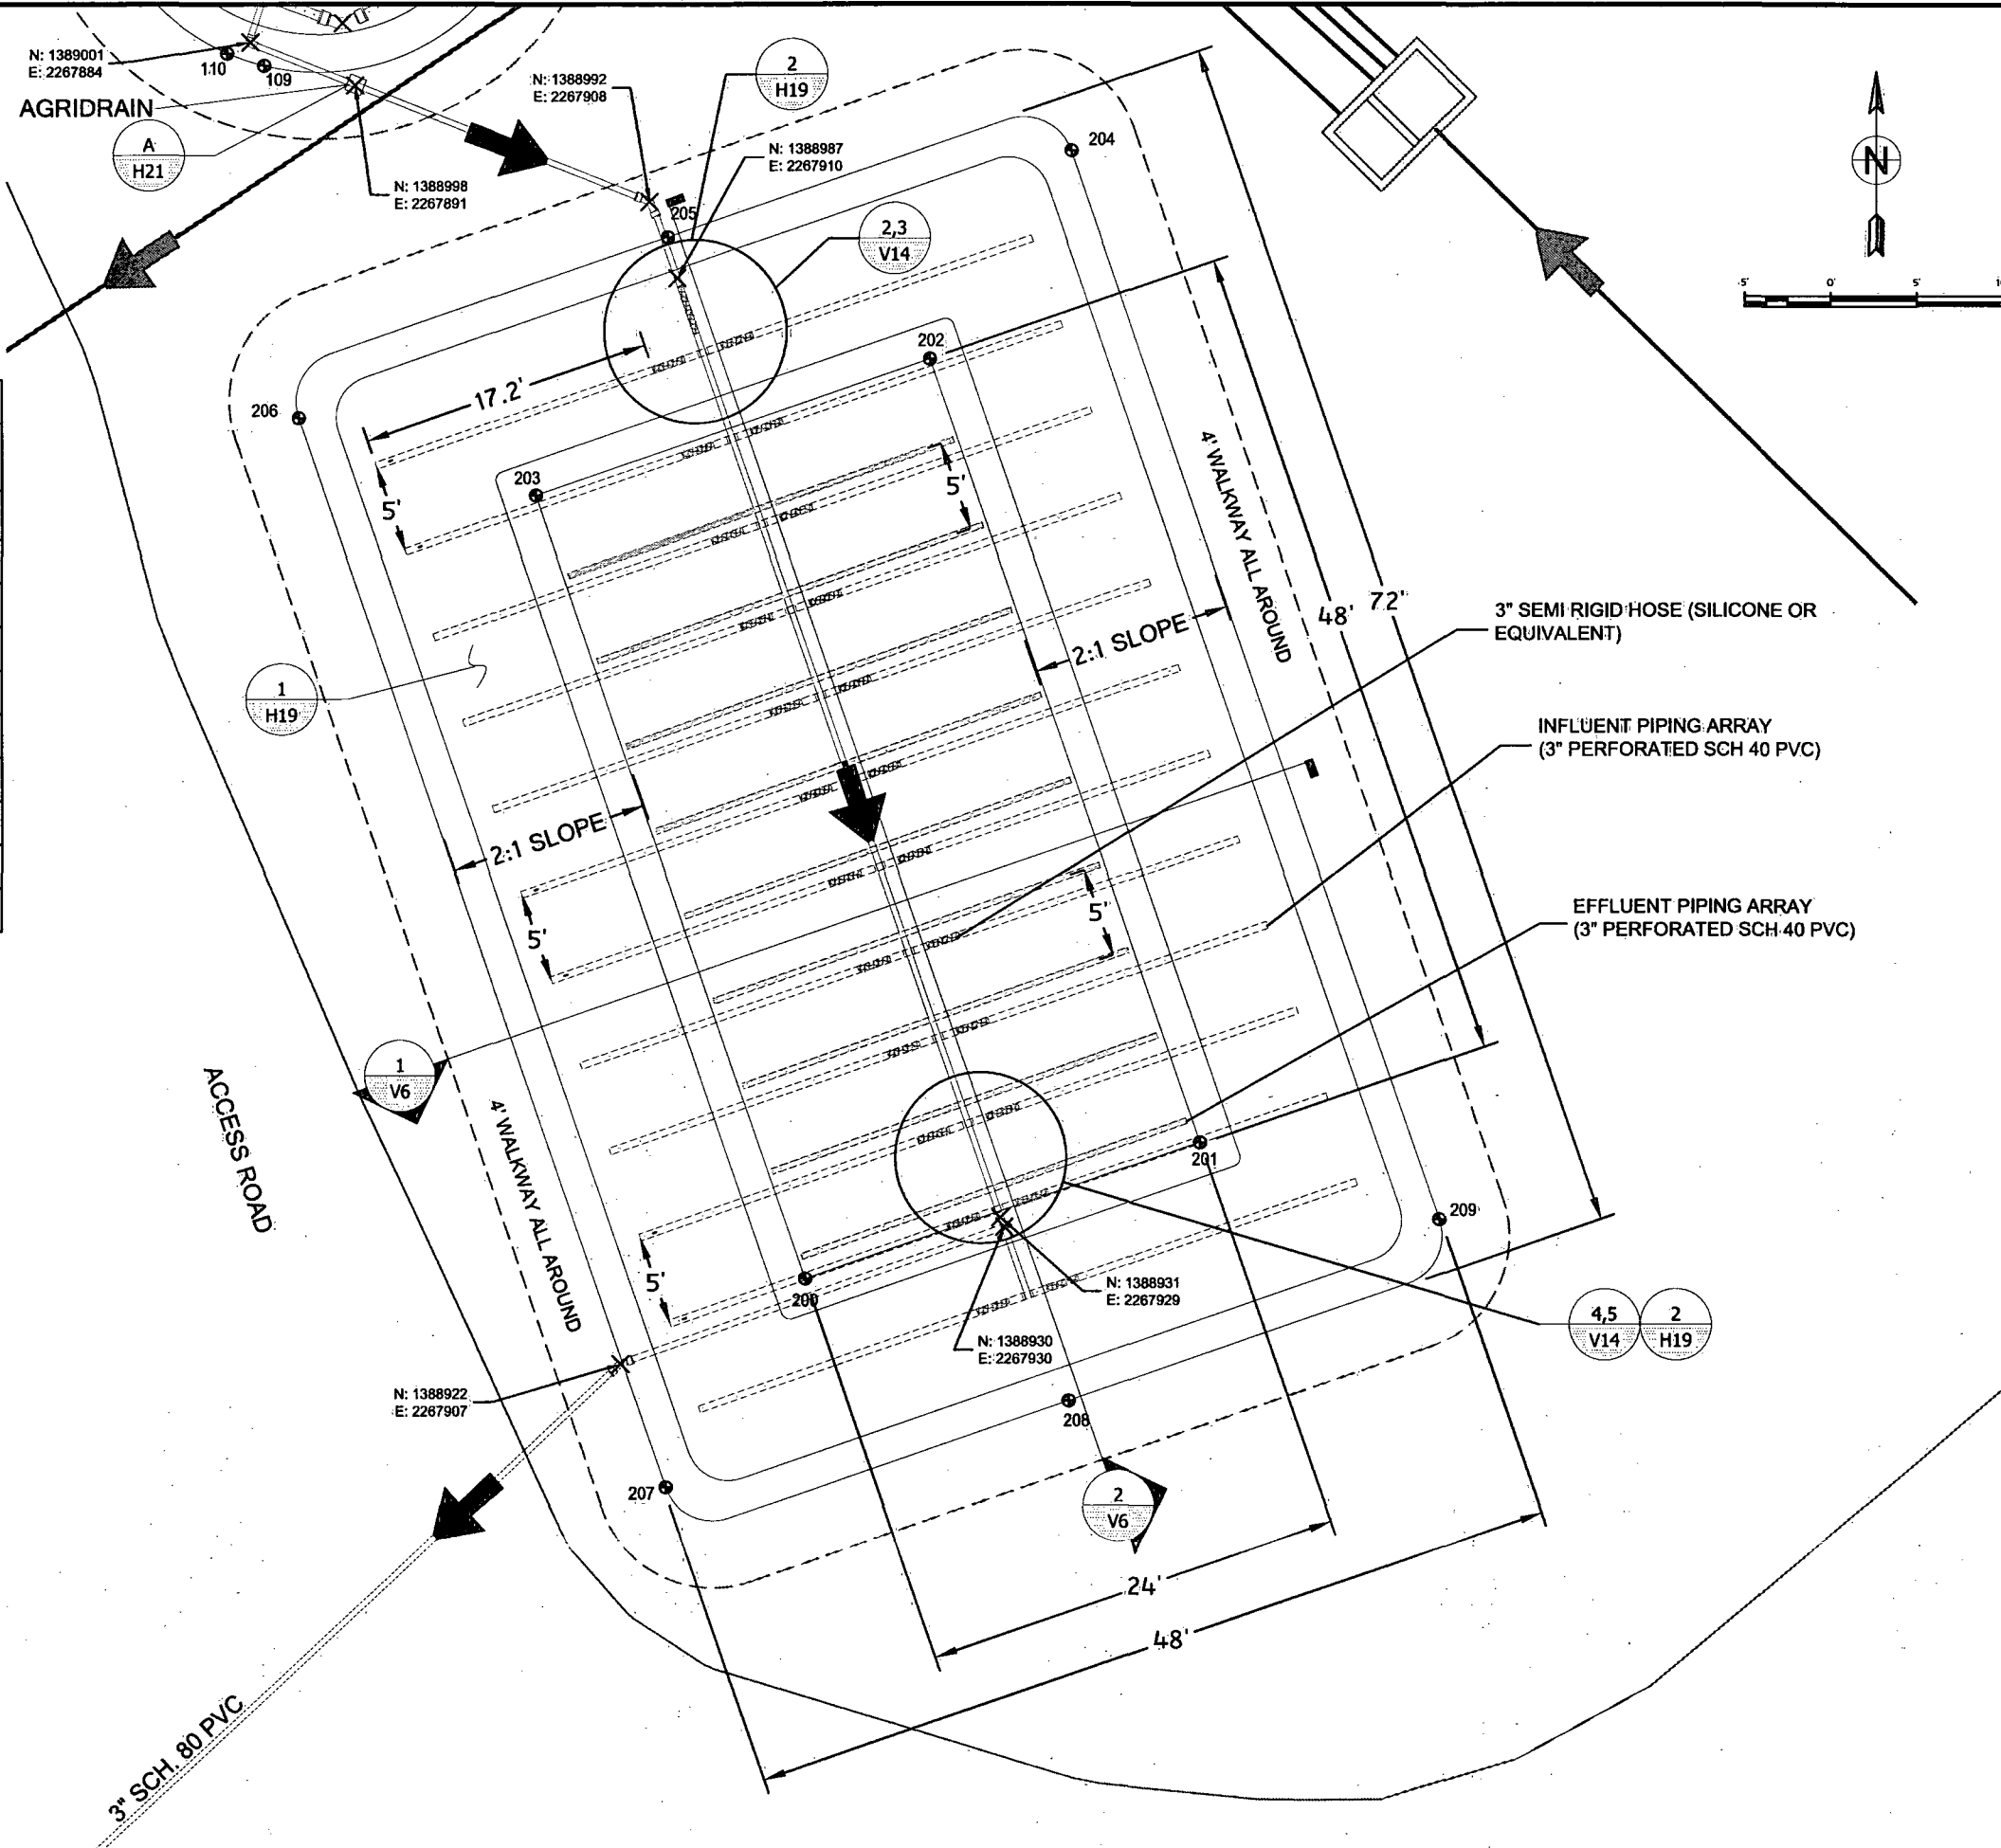 N: 1389001
E: 2267884
110
109
AGRIDRAIN
A
H21
N: 1388998
E: 2267891
N: 1388992
E: 2267908
2
H19
N: 1388987
E: 2267910
205
204
2,3
V14
N
5'
0'
5'
202
203
206
17.2'
5'
5'
4' WALKWAY ALL AROUND
48'
72'
2:1 SLOPE
3" SEMI RIGID HOSE (SILICONE OR
EQUIVALENT)
1
H19
INFLUENT PIPING ARRAY
(3" PERFORATED SCH 40 PVC)
2:1 SLOPE
5'
5'
EFFLUENT PIPING ARRAY
(3" PERFORATED SCH 40 PVC)
1
V6
ACCESS ROAD
4' WALKWAY ALL AROUND
201
209
5'
200
N: 1388931
E: 2267929
N: 1388930
E: 2267930
4,5
V14
2
H19
N: 1388922
E: 2267907
208
207
2
V6
24'
48'
3" SCH. 80 PVC